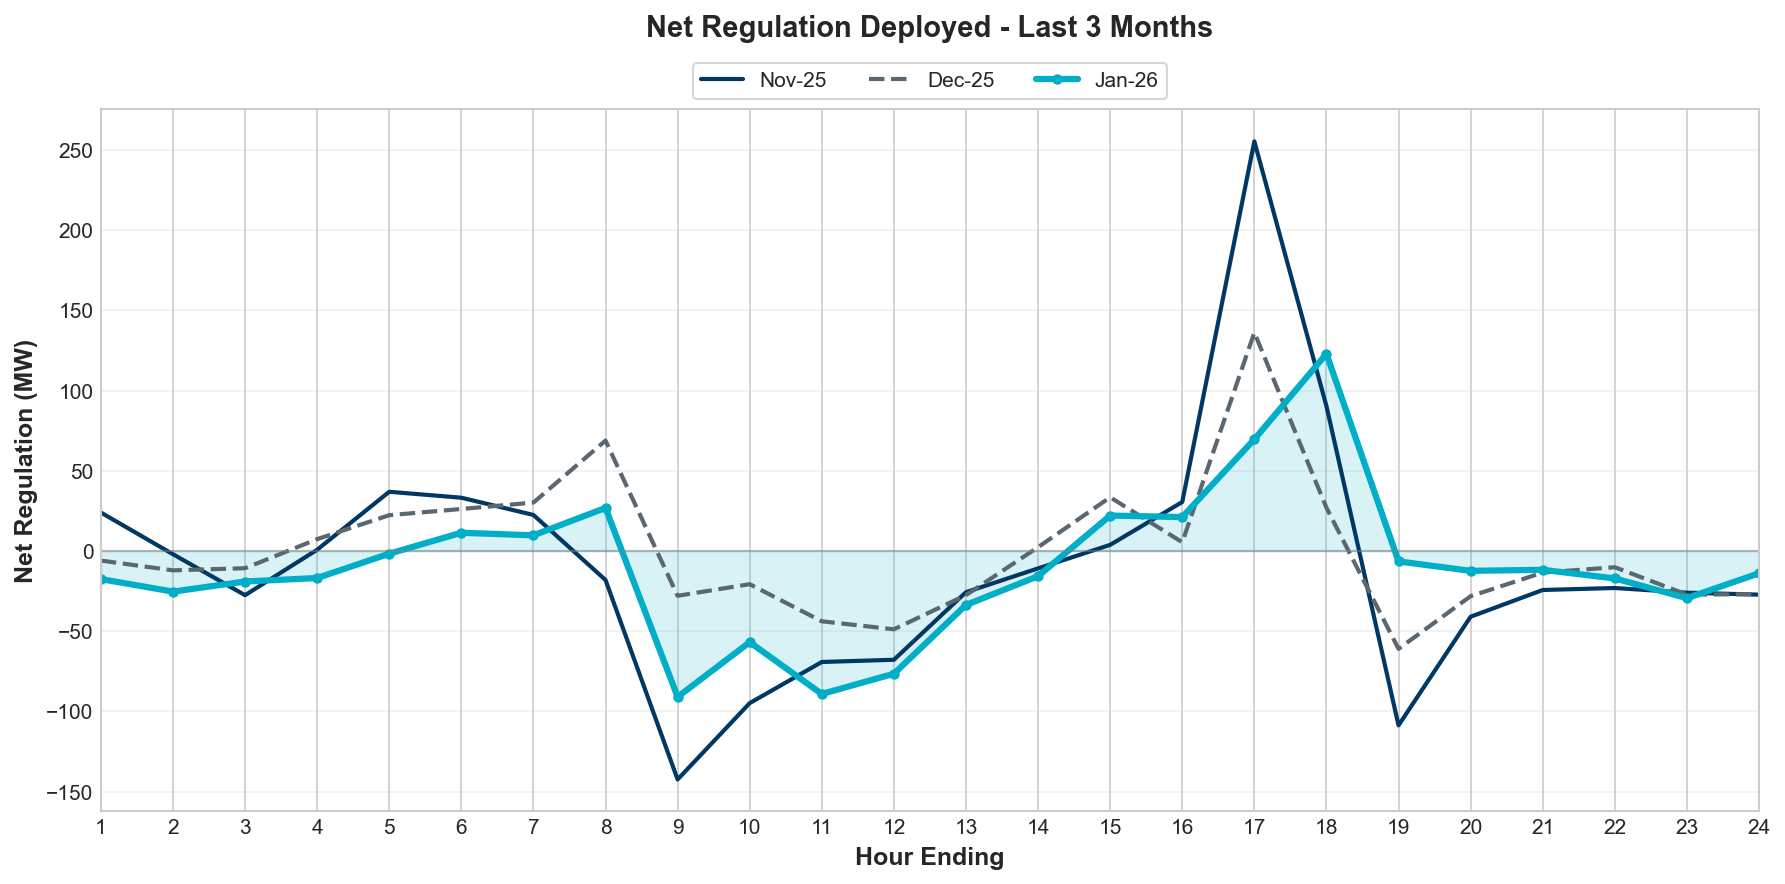 Net Regulation Deployed - Last 3 Months
Nov-25 Dec-25 Jan-26
Net Regulation (MW)
250
200
150
100
50
0
−50
−100
−150
1 2 3 4 5 6 7 8 9 10 11 12 13 14 15 16 17 18 19 20 21 22 23 24
Hour Ending